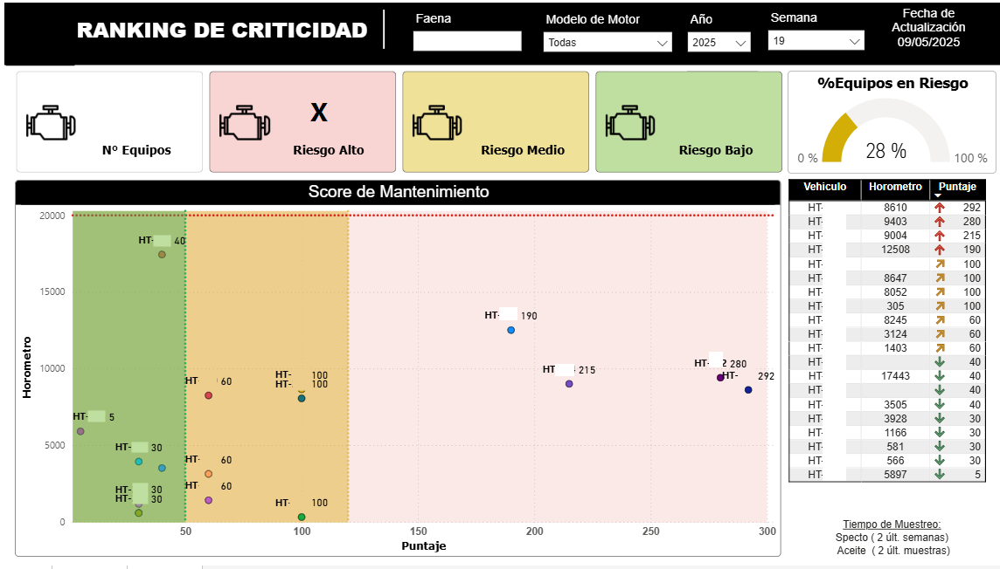 RANKING DE CRITICIDAD
Faena
Modelo de Motor
Todas
Año
2025
Semana
19
Fecha de
Actualización
09/05/2025
Nº Equipos
X
Riesgo Alto
Riesgo Medio
Riesgo Bajo
%Equipos en Riesgo
0 %
28 %
100 %
Score de Mantenimiento
20000
15000
10000
5000
0
Horometro
HT- 40
HT- 190
HT 215
HT- 280
HT- 292
HT- 60
HT- 100
HT- 100
HT- 5
HT- 30
HT- 60
HT- 60
HT- 30
HT- 30
HT- 100
50
100
150
200
250
300
Puntaje
Vehiculo Horometro Puntaje
HT- 8610 292
HT- 9403 280
HT- 9004 215
HT- 12508 190
HT- 100
HT- 8647 100
HT- 8052 100
HT- 305 100
HT- 8245 60
HT- 3124 60
HT- 1403 60
HT- 40
HT- 17443 40
HT- 40
HT- 3505 40
HT- 3928 30
HT- 1166 30
HT- 581 30
HT- 566 30
HT- 5897 5
Tiempo de Muestreo:
Specto ( 2 últ. semanas)
Aceite ( 2 últ. muestras)